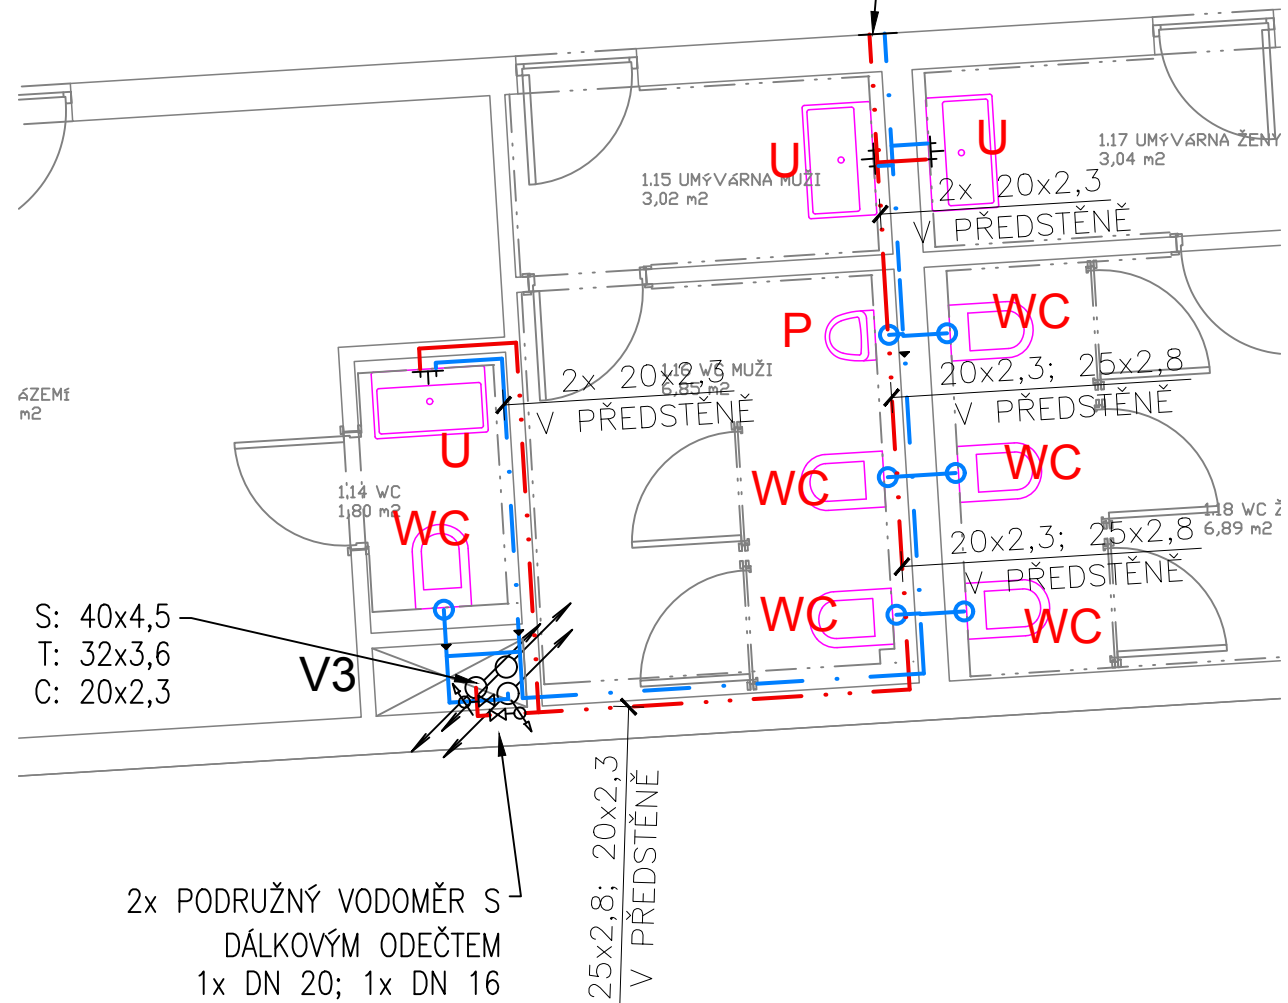 1.17 UMÝVÁRNA ŽENY
3,04 m2
U
U
1.15 UMÝVÁRNA MUŽI
3,02 m2
2x 20x2,3
V PŘEDSTĚNĚ
WC
P
1.16 WC MUŽI
6,85 m2
2x 20x2,3
V PŘEDSTĚNĚ
20x2,3; 25x2,8
V PŘEDSTĚNĚ
ÁZEMÍ
m2
U
WC
WC
1.14 WC
1,80 m2
WC
1.18 WC Ž
6,89 m2
20x2,3; 25x2,8
V PŘEDSTĚNĚ
WC
WC
S: 40x4,5
T: 32x3,6
C: 20x2,3
V3
25x2,8; 20x2,3
V PŘEDSTĚNĚ
2x PODRUŽNÝ VODOMĚR S
DÁLKOVÝM ODEČTEM
1x DN 20; 1x DN 16